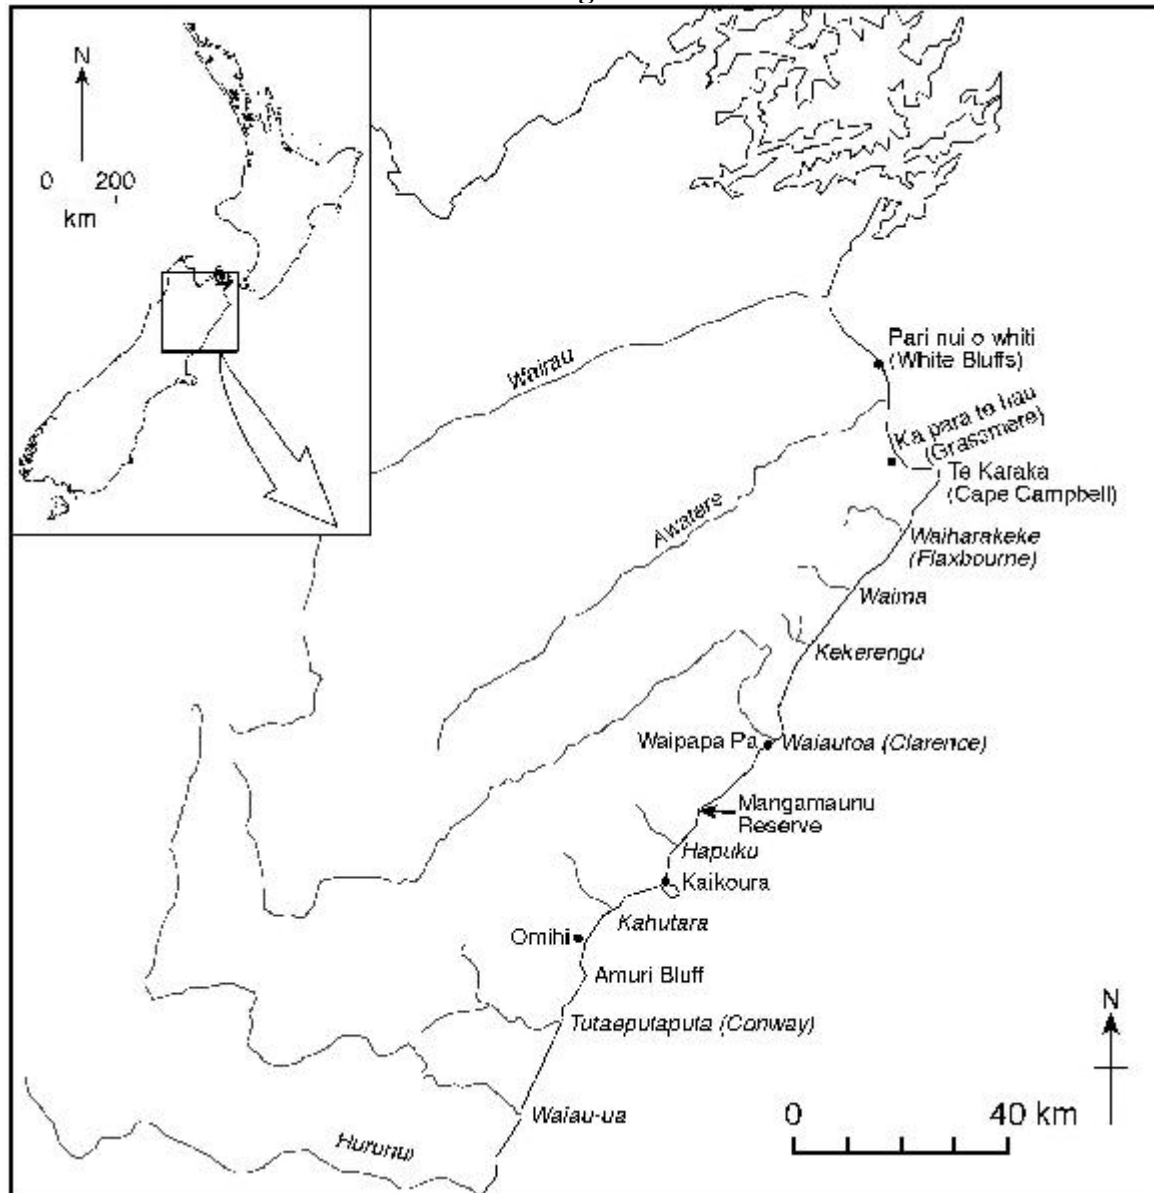 N
0 200
km
Wairau
Pari nui o whiti
(White Bluffs)
Ka para te hau
(Grassmere)
Te Karaka
(Cape Campbell)
Awatere
Waiharakeke
(Flaxbourne)
Waima
Kekerengu
Waipapa Pa
Waiautoa (Clarence)
Mangamaunu
Reserve
Hapuku
Kaikoura
Kahutara
Omihi
Amuri Bluff
Tutaeputaputa (Conway)
N
0 40 km
Waiau-ua
Hurunui